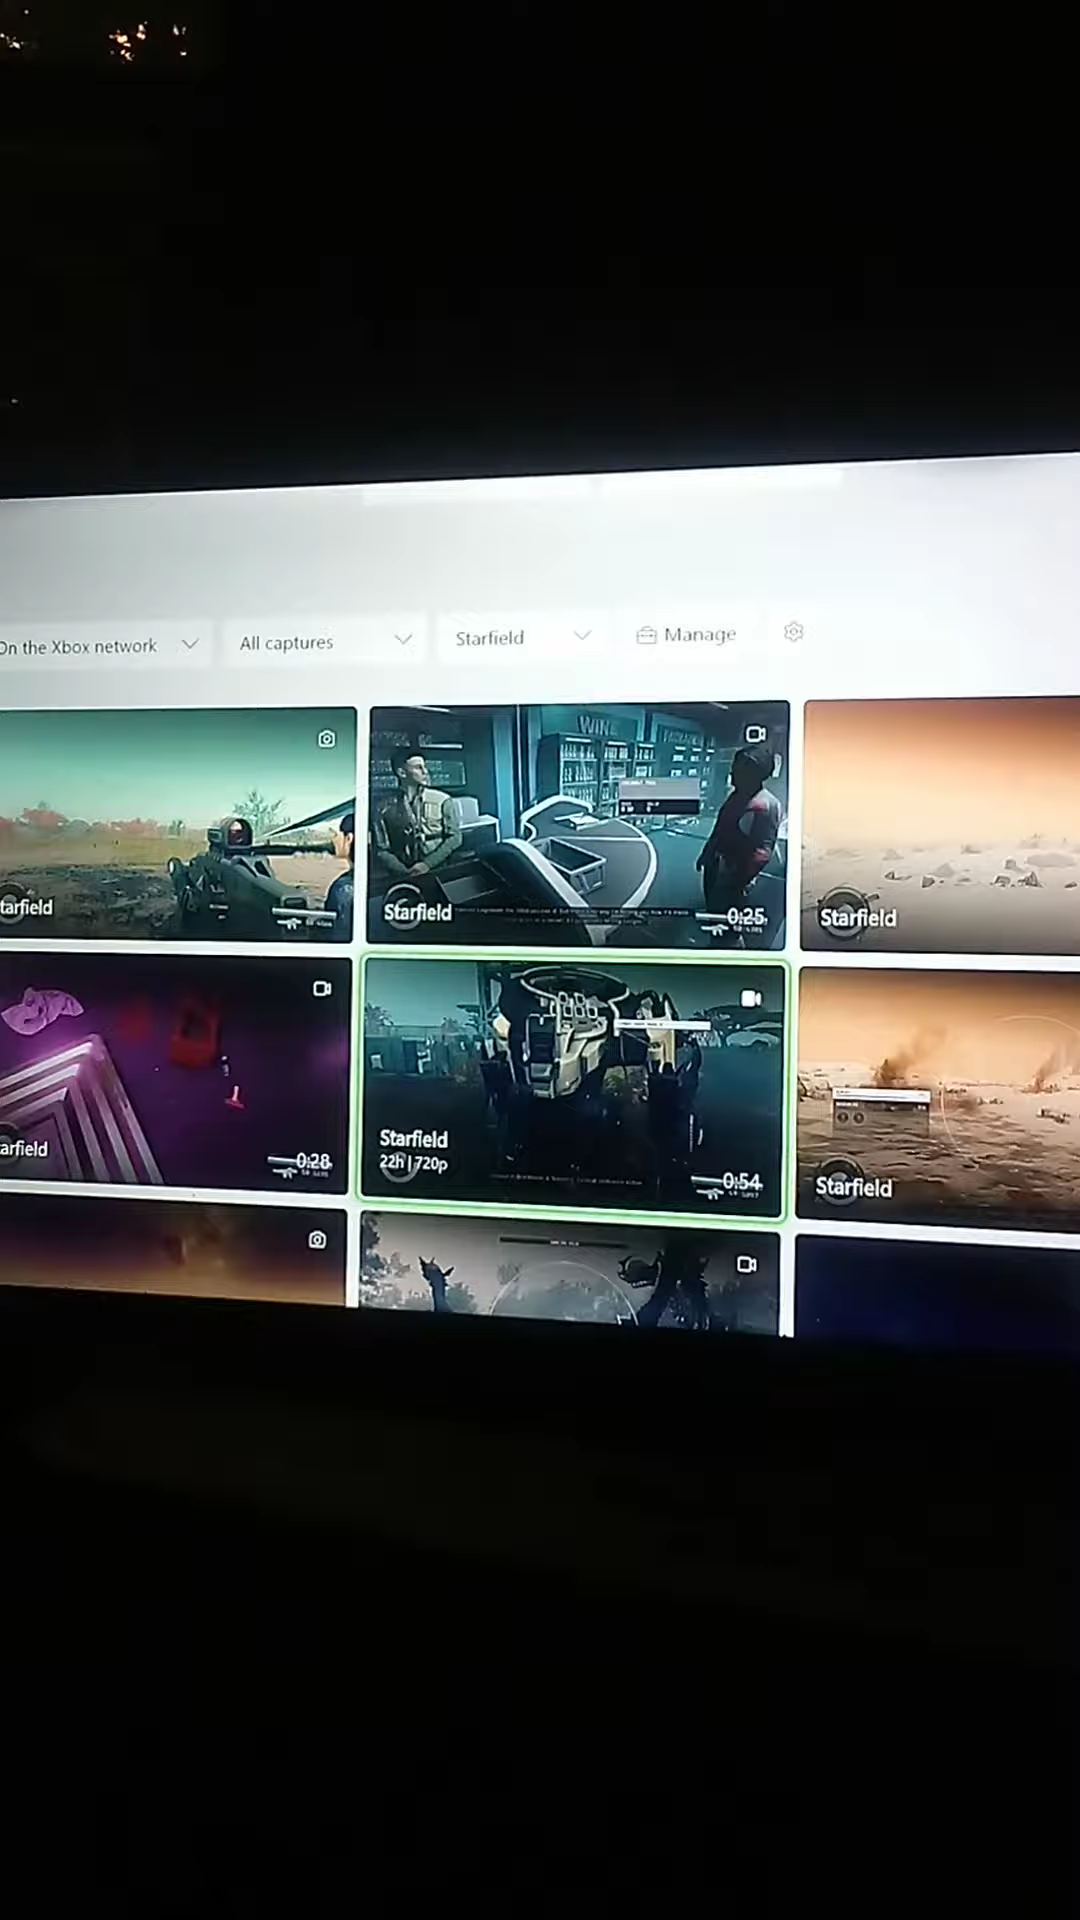 On the Xbox network
All captures
Starfield
Manage
WINE
tarfield
Starfield
0:25
Starfield
arfield
0:28
Starfield
22h | 720p
0:54
Starfield